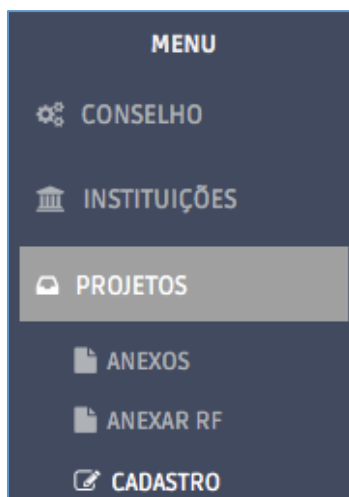 MENU
CONSELHO
INSTITUIÇÕES
PROJETOS
ANEXOS
ANEXAR RF
CADASTRO